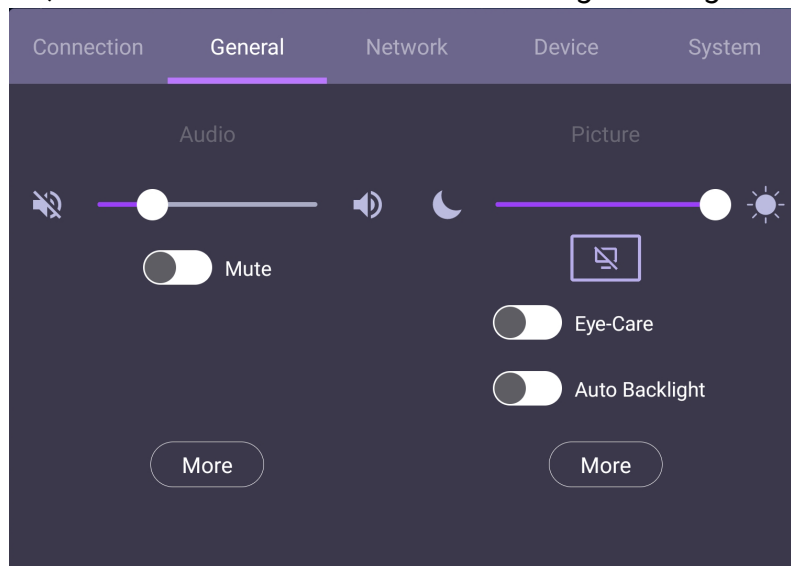 Connection General Network Device System
Audio Picture
Mute
Eye-Care
Auto Backlight
More More